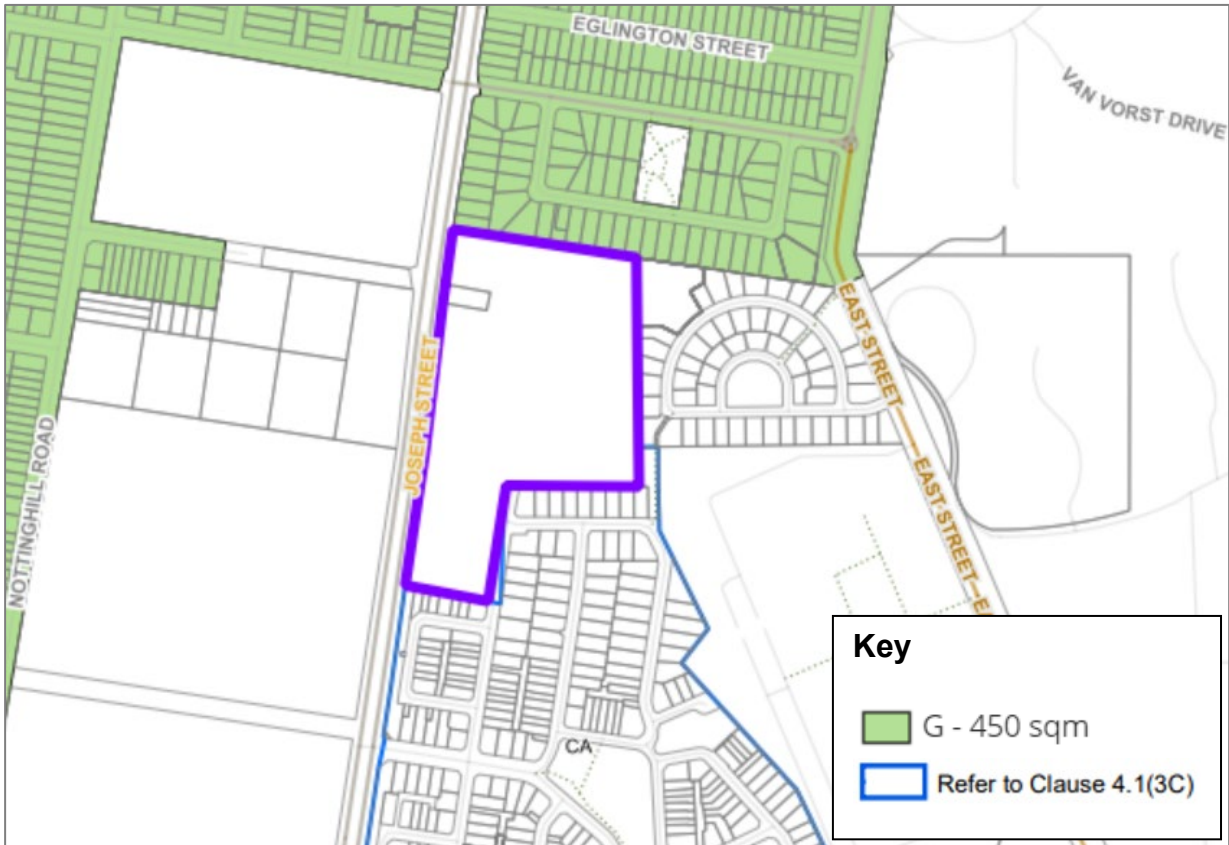 EGLINGTON STREET
VAN VORST DRIVE
JOSEPH STREET
EAST STREET
EAST STREET
EA
NOTTINGHILL ROAD
CA
Key
G - 450 sqm
Refer to Clause 4.1(3C)